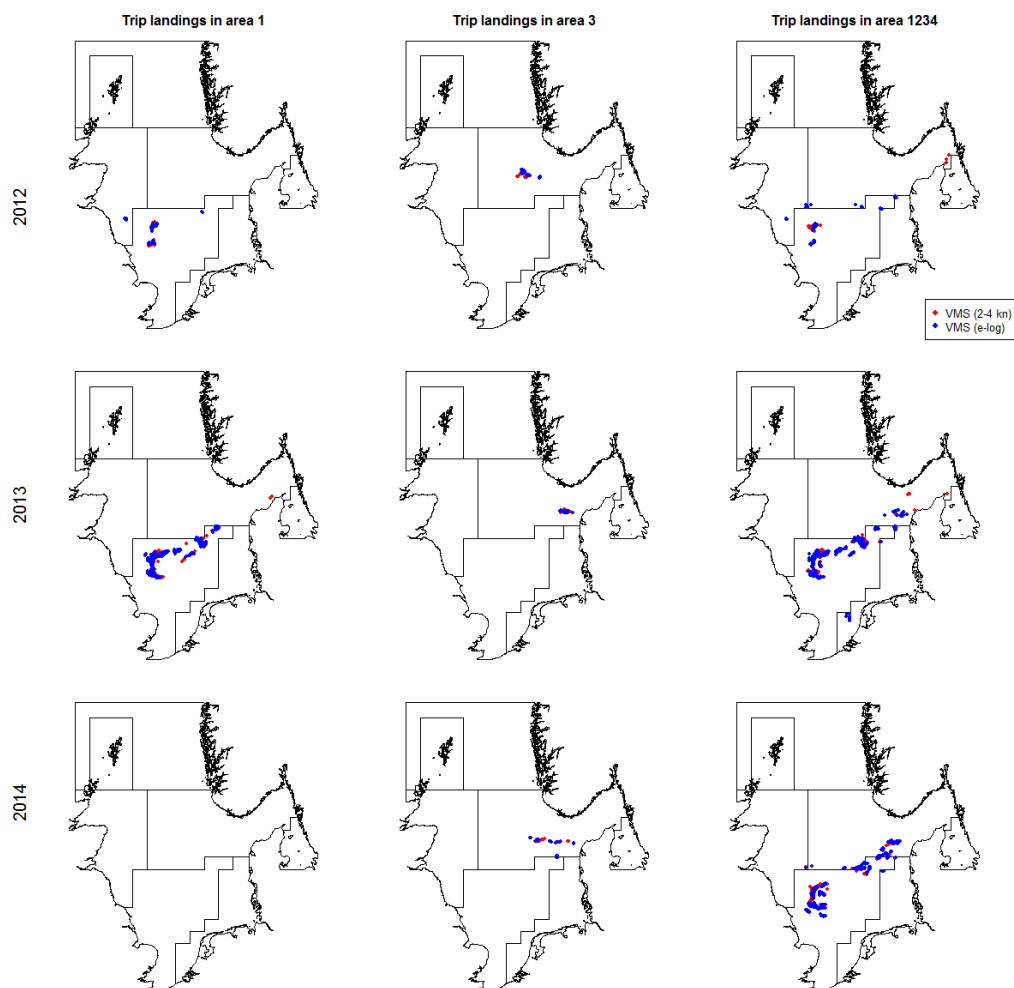 Trip landings in area 1
Trip landings in area 3
Trip landings in area 1234
2012
VMS (2-4 kn)
VMS (e-log)
2013
2014